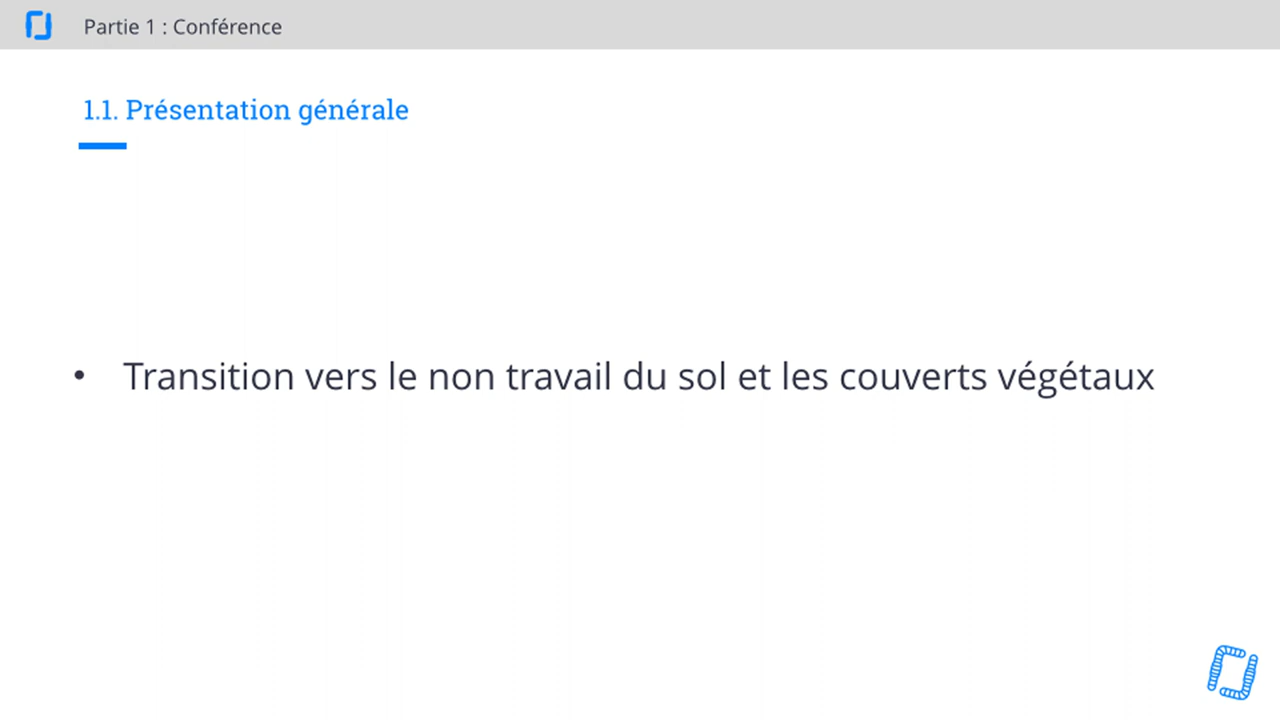 Partie 1 : Conférence
1.1. Présentation générale
• Transition vers le non travail du sol et les couverts végétaux